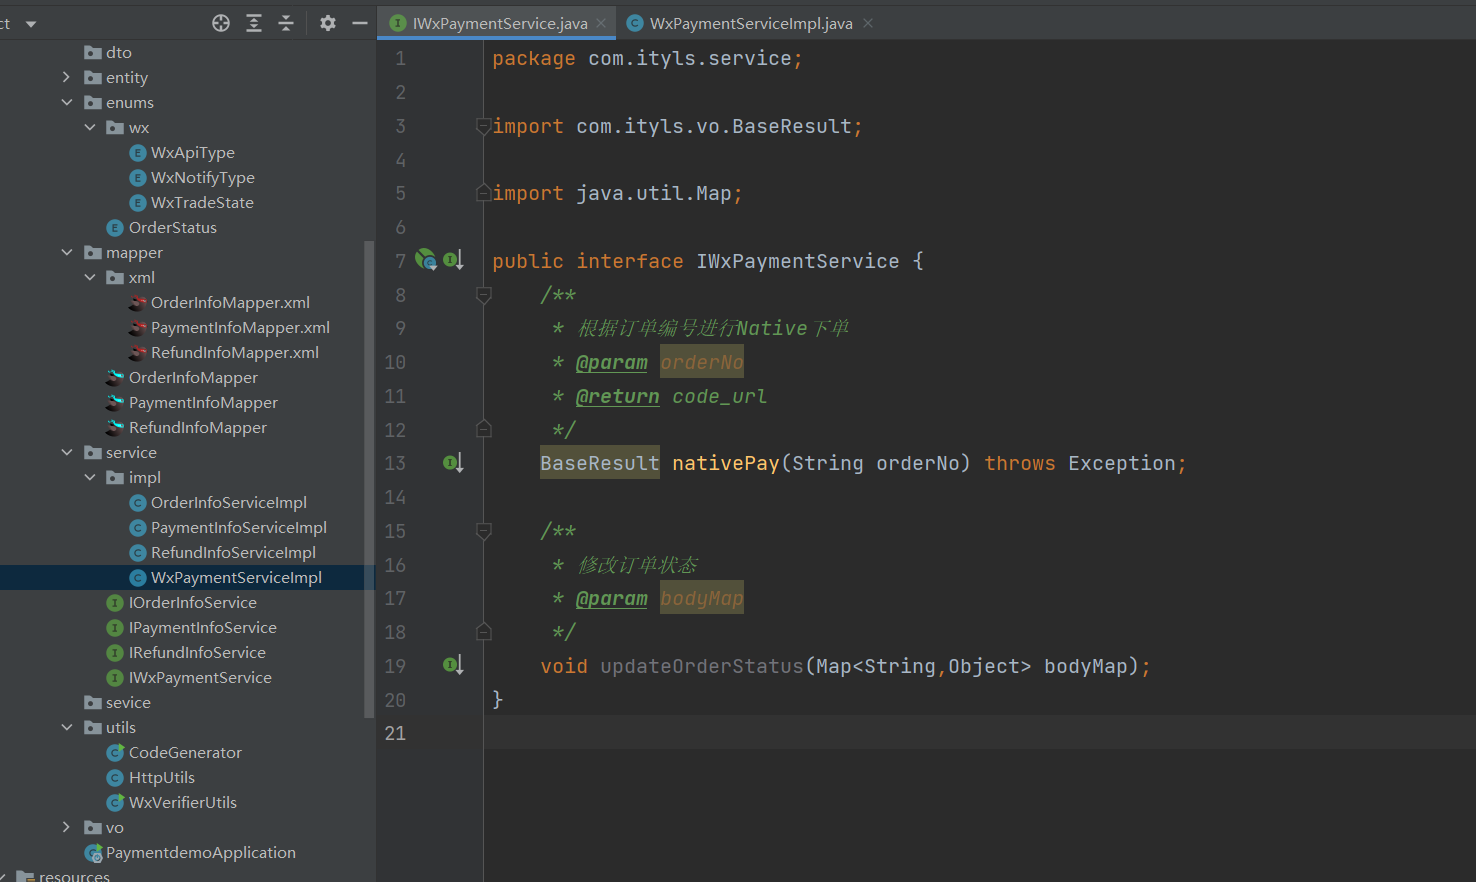 ct
dto
entity
enums
wx
WxApiType
WxNotifyType
WxTradeState
OrderStatus
mapper
xml
OrderInfoMapper.xml
PaymentInfoMapper.xml
RefundInfoMapper.xml
OrderInfoMapper
PaymentInfoMapper
RefundInfoMapper
service
impl
OrderInfoServiceImpl
PaymentInfoServiceImpl
RefundInfoServiceImpl
WxPaymentServiceImpl
IOrderInfoService
IPaymentInfoService
IRefundInfoService
IWxPaymentService
sevice
utils
CodeGenerator
HttpUtils
WxVerifierUtils
vo
PaymentdemoApplication
resources
IWxPaymentService.java
WxPaymentServiceImpl.java
1 package com.ityls.service;
2
3 import com.ityls.vo.BaseResult;
4
5 import java.util.Map;
6
7 public interface IWxPaymentService {
8 /**
9 * 根据订单编号进行Native下单
10 * @param orderNo
11 * @return code_url
12 */
13 BaseResult nativePay(String orderNo) throws Exception;
14
15 /**
16 * 修改订单状态
17 * @param bodyMap
18 */
19 void updateOrderStatus(Map<String,Object> bodyMap);
20 }
21